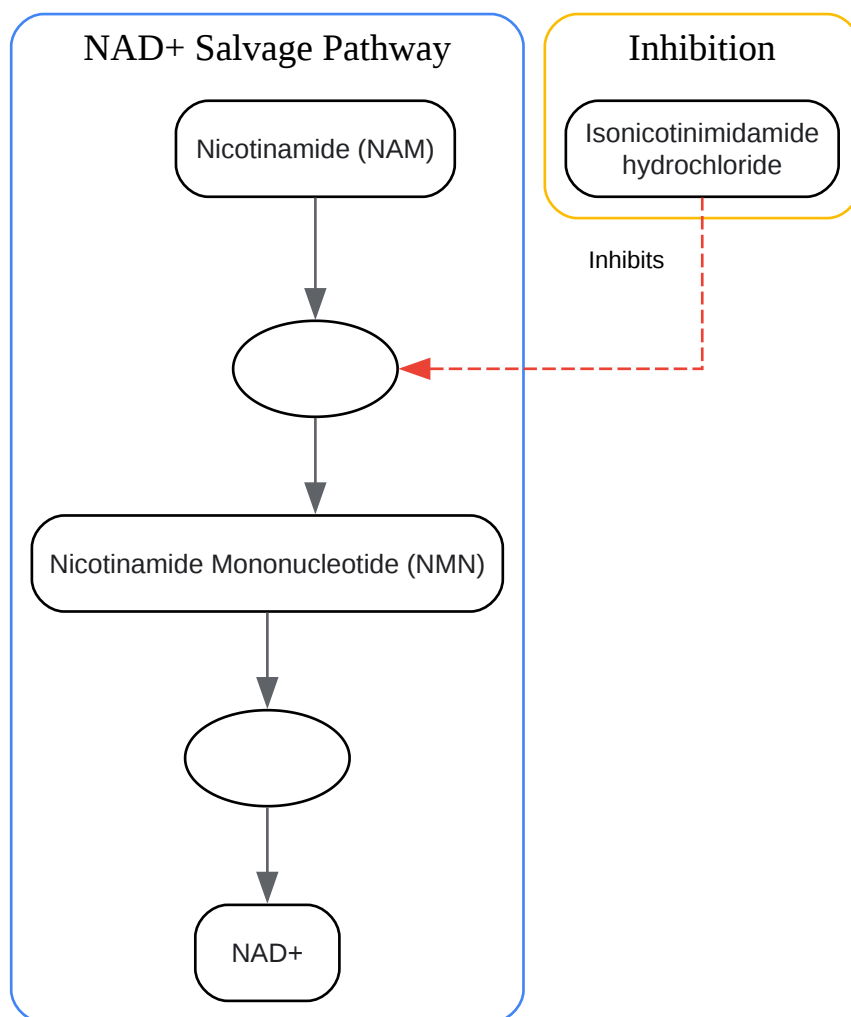 NAD+ Salvage Pathway
Inhibition
Nicotinamide (NAM)
Isonicotinimidamide
hydrochloride
Inhibits
Nicotinamide Mononucleotide (NMN)
NAD+